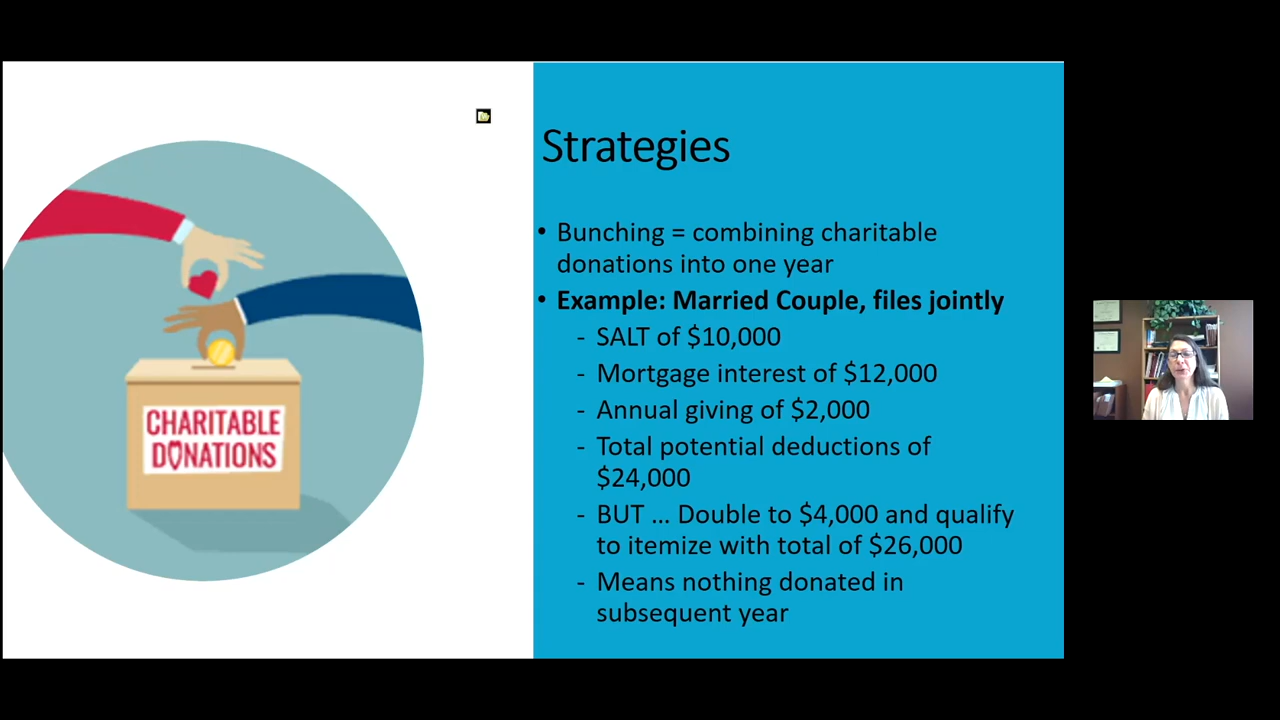 Strategies
• Bunching = combining charitable
donations into one year
• Example: Married Couple, files jointly
- SALT of $10,000
- Mortgage interest of $12,000
- Annual giving of $2,000
- Total potential deductions of
$24,000
- BUT … Double to $4,000 and qualify
to itemize with total of $26,000
- Means nothing donated in
subsequent year
CHARITABLE
DONATIONS